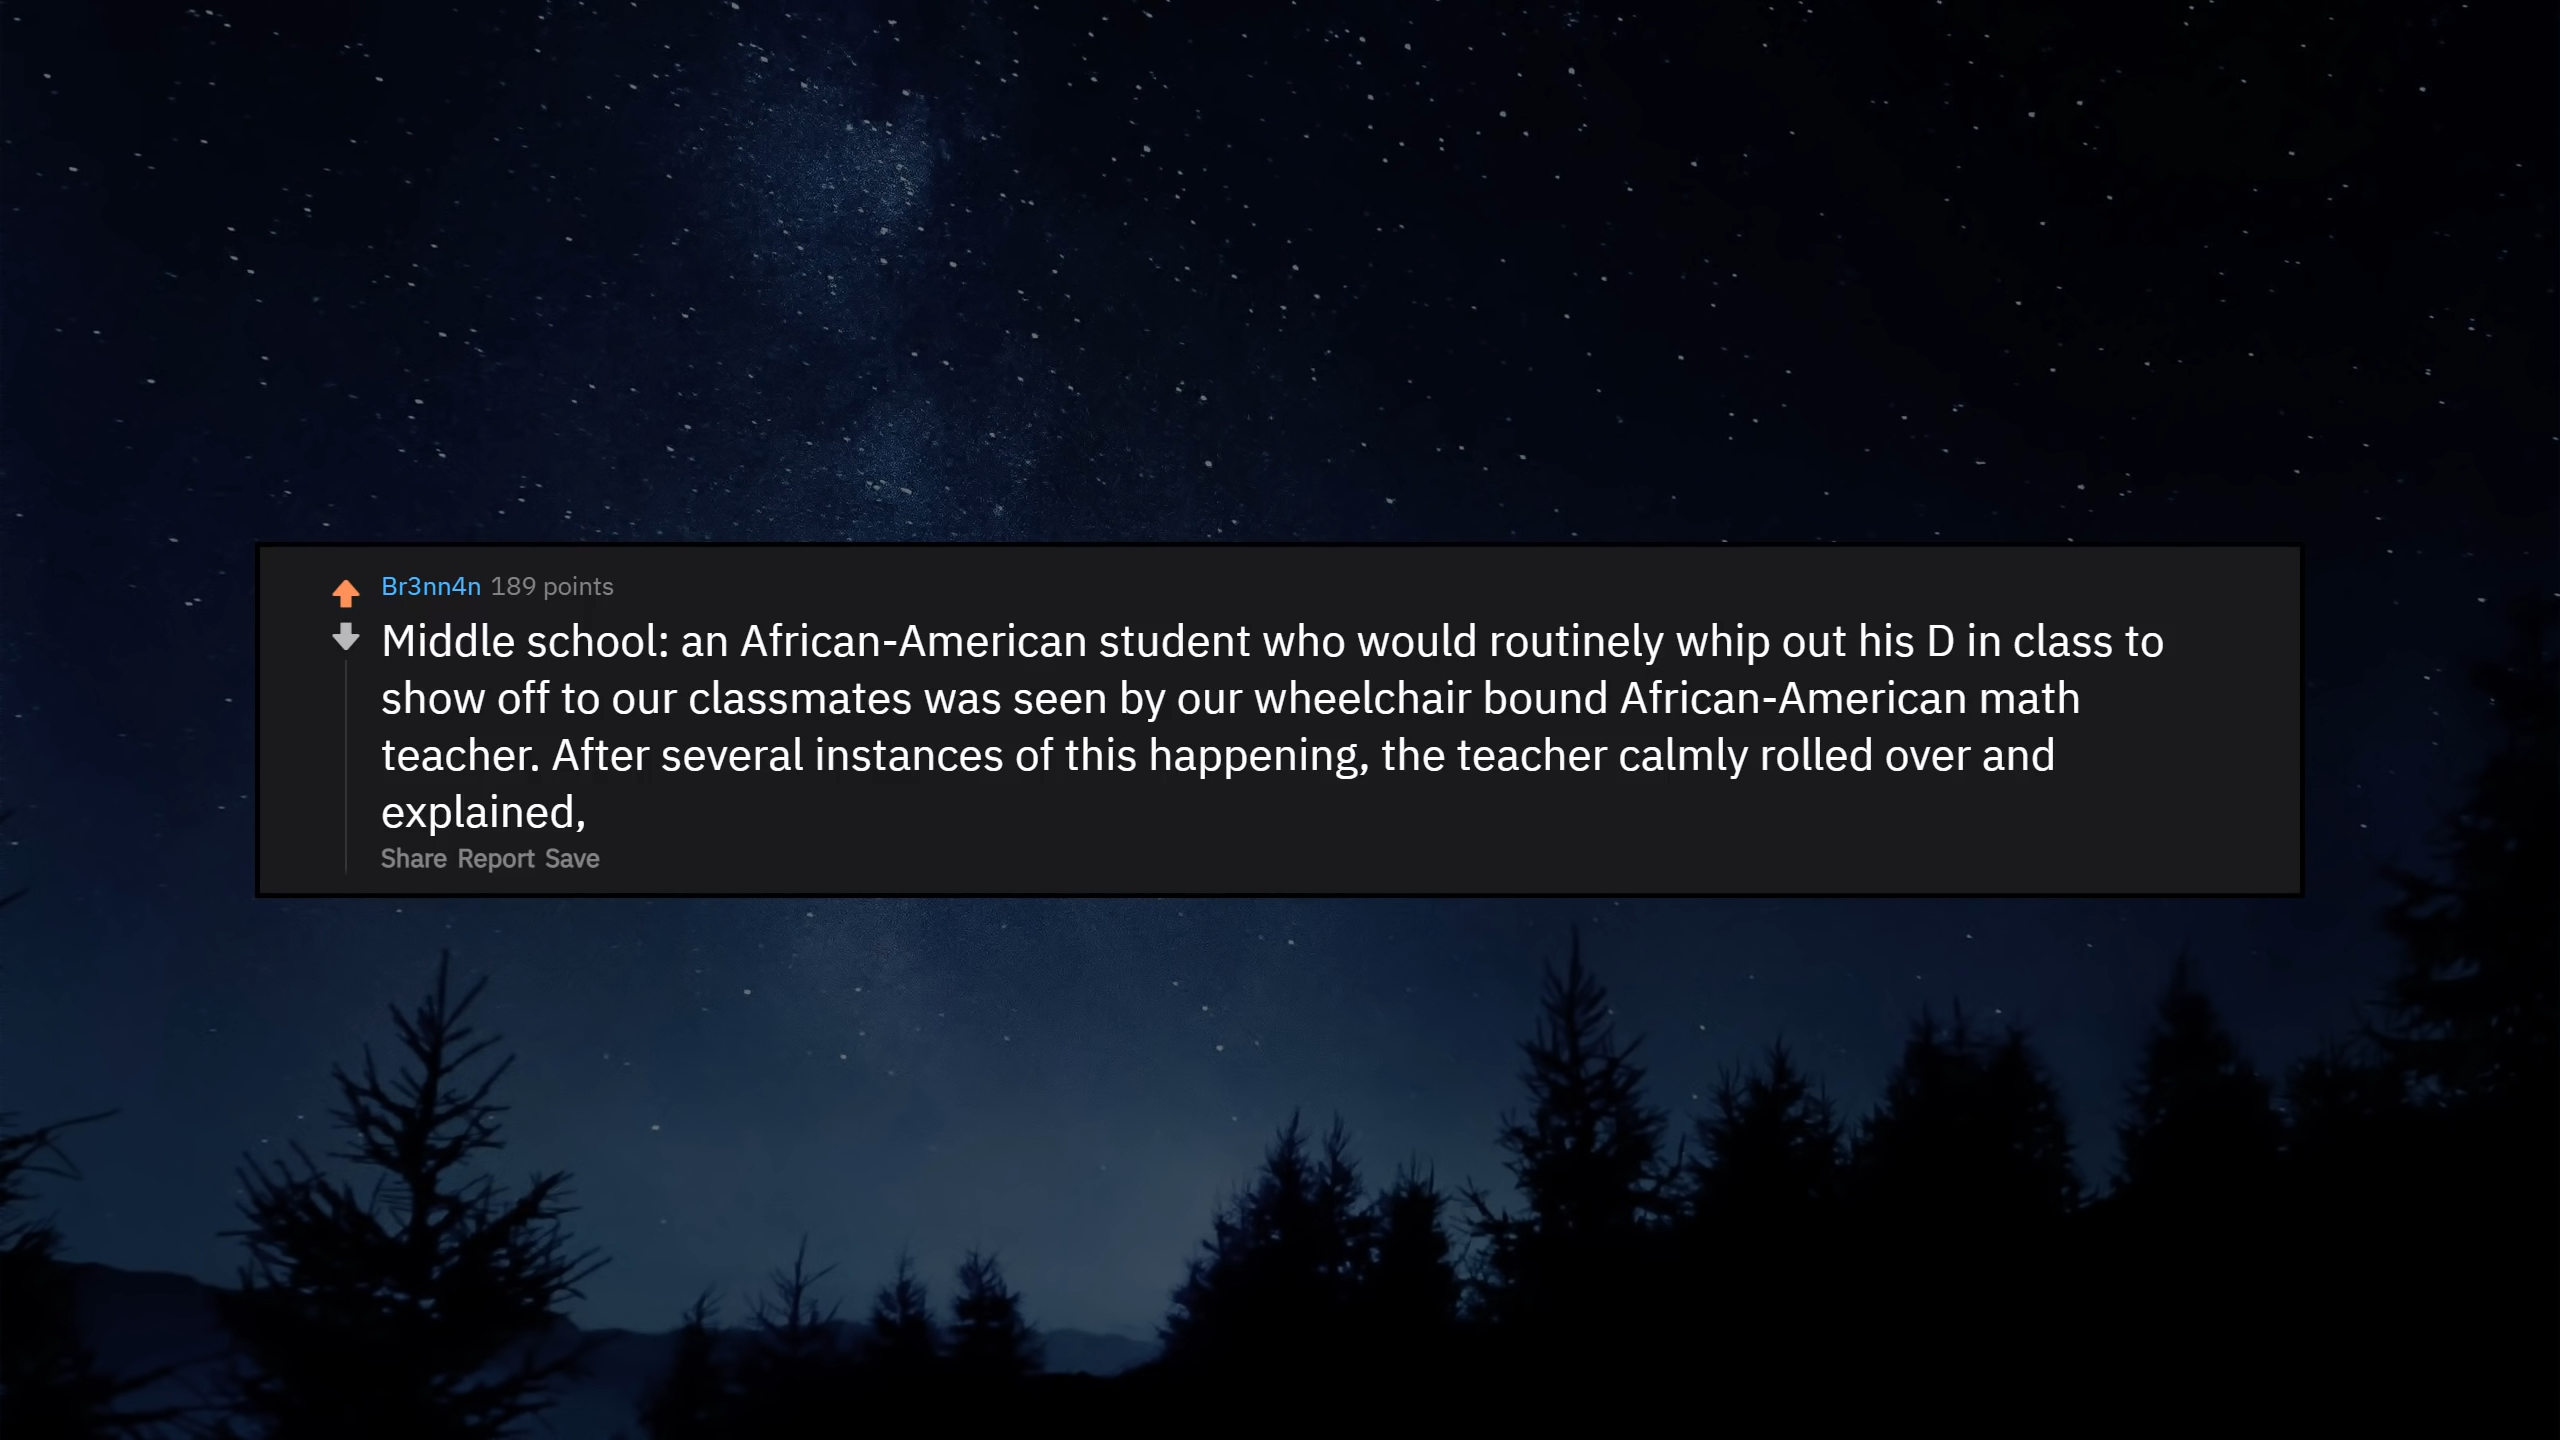 Br3nn4n 189 points
Middle school: an African-American student who would routinely whip out his D in class to
show off to our classmates was seen by our wheelchair bound African-American math
teacher. After several instances of this happening, the teacher calmly rolled over and
explained,
Share Report Save